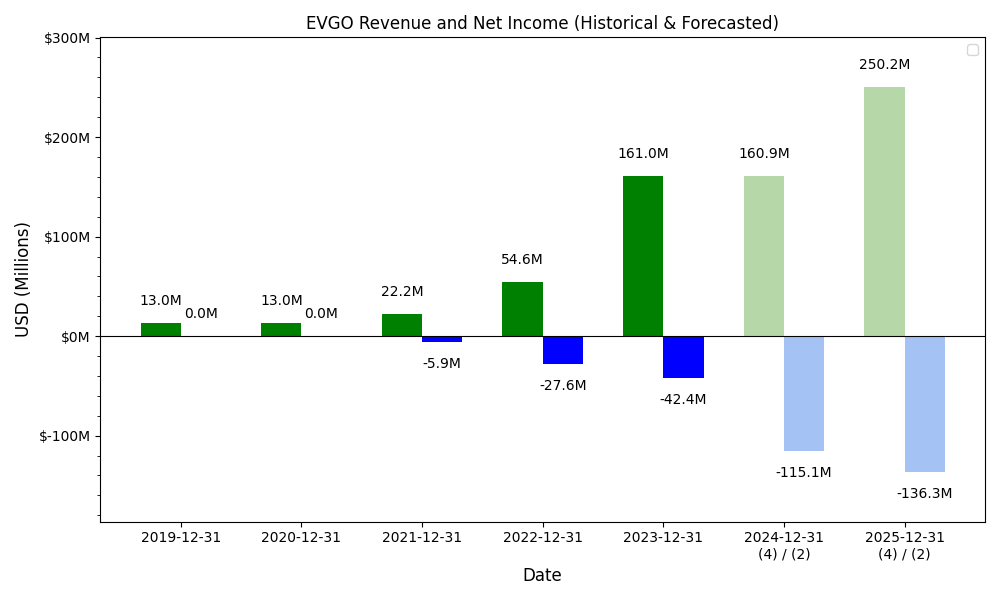 EVGO Revenue and Net Income (Historical & Forecasted)
$300M
$200M
$100M
$0M
$-100M
USD (Millions)
13.0M
0.0M
13.0M
0.0M
22.2M
-5.9M
54.6M
-27.6M
161.0M
-42.4M
160.9M
-115.1M
250.2M
-136.3M
2019-12-31
2020-12-31
2021-12-31
2022-12-31
2023-12-31
2024-12-31
(4) / (2)
2025-12-31
(4) / (2)
Date